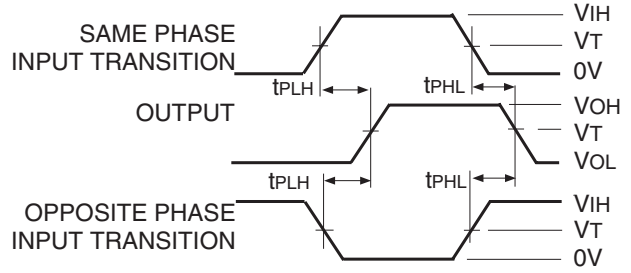 SAME PHASE
INPUT TRANSITION
VIH
VT
0V
tPLH
tPHL
OUTPUT
VOH
VT
VOL
tPLH
tPHL
OPPOSITE PHASE
INPUT TRANSITION
VIH
VT
0V